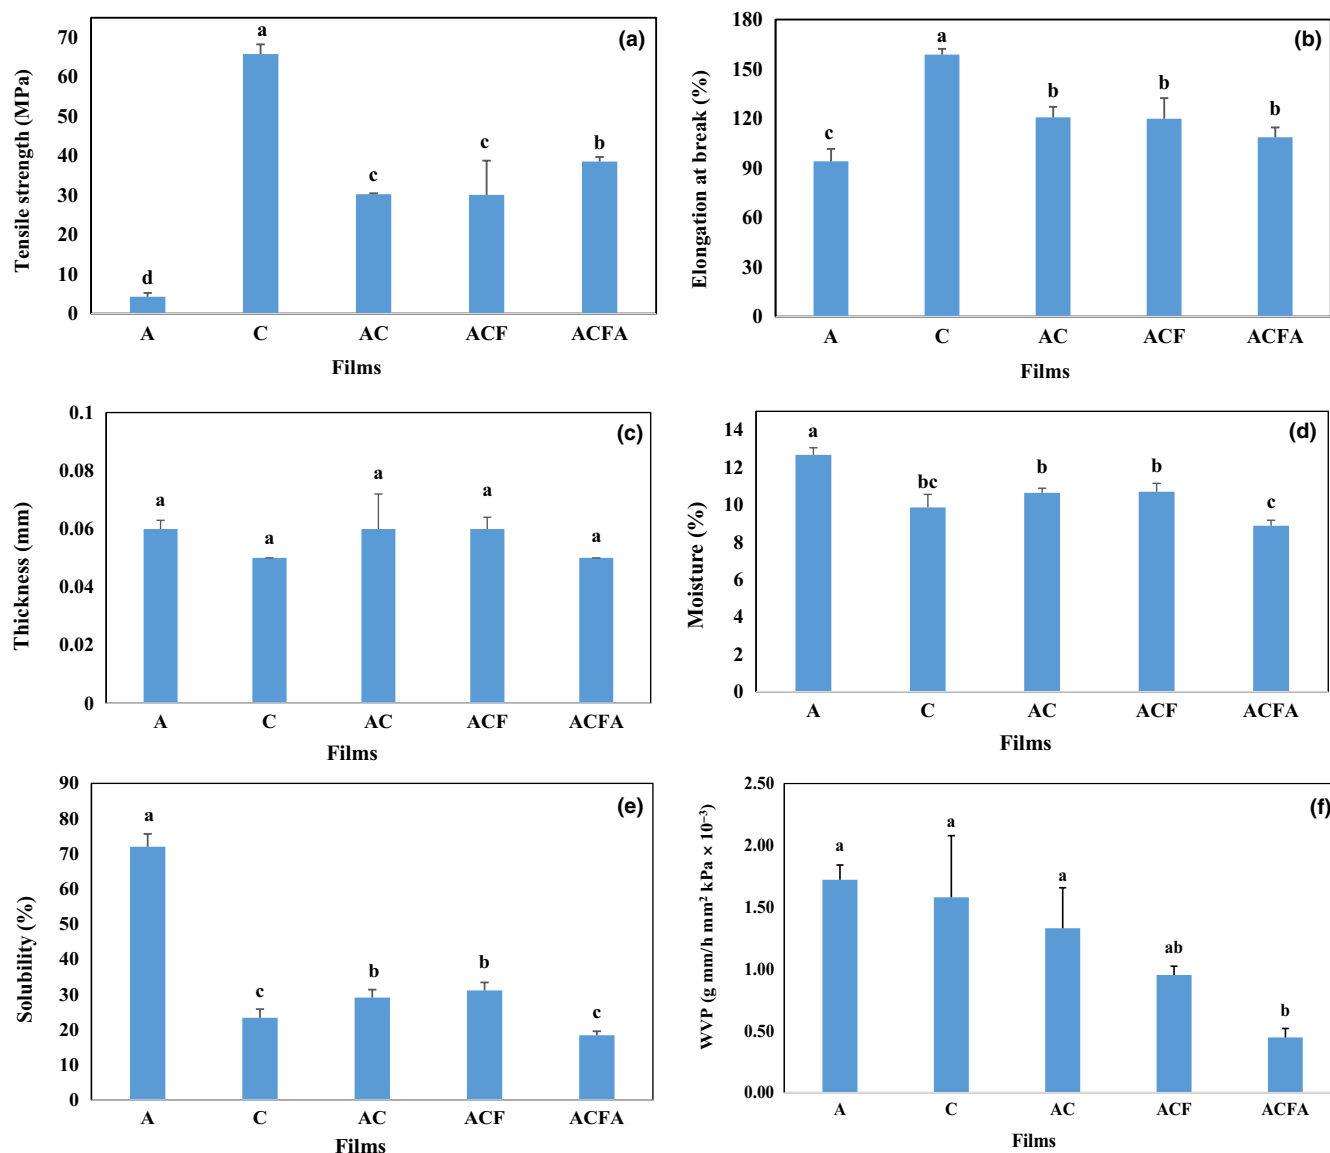 (a)
Tensile strength (MPa)
70
60
50
40
30
20
10
0
d
a
c
c
b
A C AC ACF ACFA
Films
(b)
Elongation at break (%)
180
150
120
90
60
30
0
c
a
b
b
b
A C AC ACF ACFA
Films
(c)
Thickness (mm)
0.1
0.08
0.06
0.04
0.02
0
a
a
a
a
a
A C AC ACF ACFA
Films
(d)
Moisture (%)
14
12
10
8
6
4
2
0
a
bc
b
b
c
A C AC ACF ACFA
Films
(e)
Solubility (%)
90
80
70
60
50
40
30
20
10
0
a
c
b
b
c
A C AC ACF ACFA
Films
(f)
WVP (g mm/h mm² kPa × 10⁻³)
2.50
2.00
1.50
1.00
0.50
0.00
a
a
a
ab
b
A C AC ACF ACFA
Films